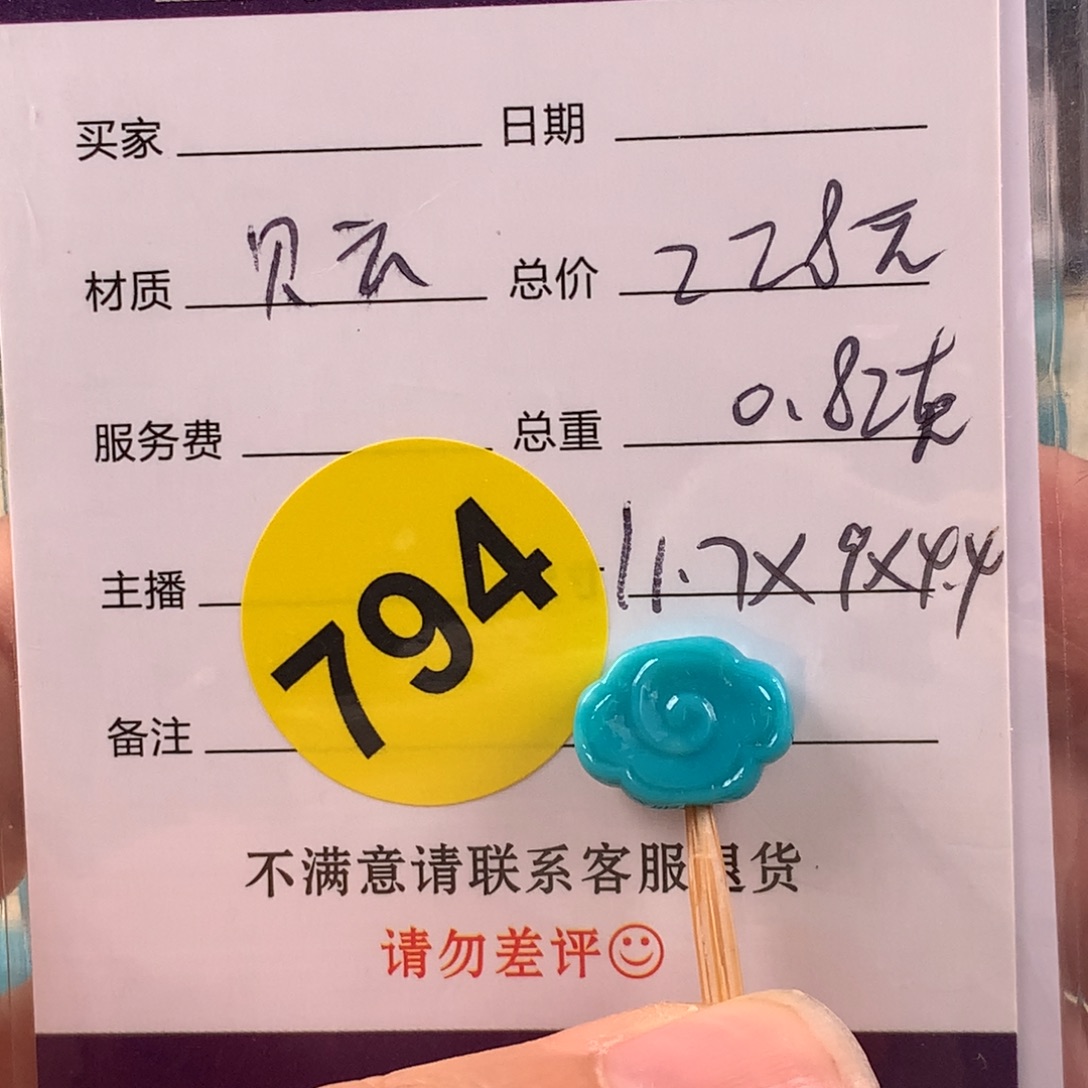 买家 日期
材质 贝云 总价 228元
服务费 总重 0.82克
主播 11.7X9X4.4
794
备注
不满意请联系客服退货
请勿差评